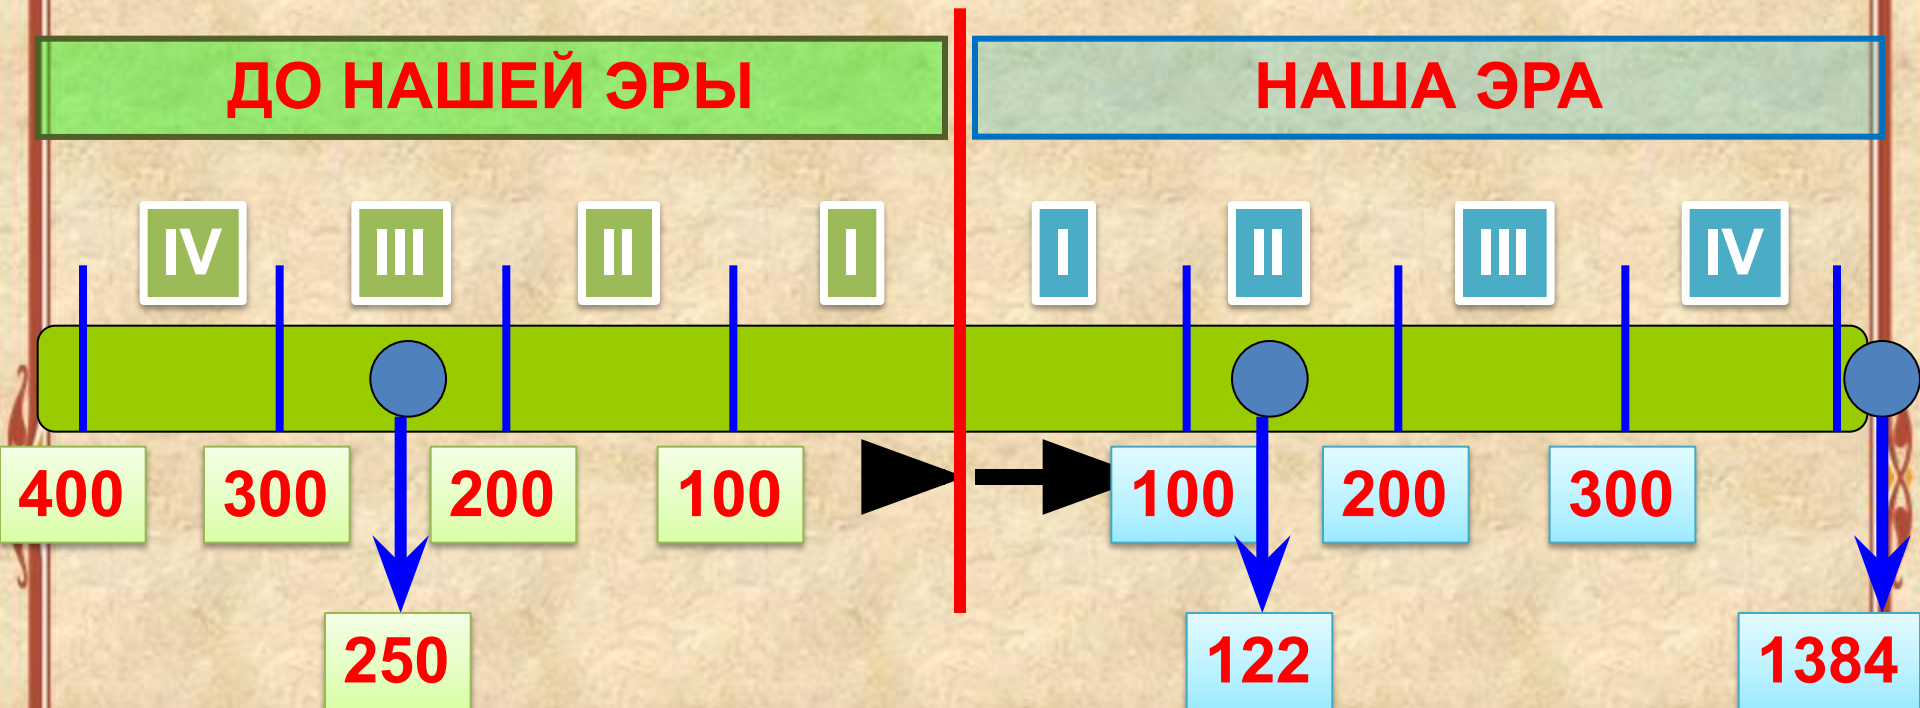 ДО НАШЕЙ ЭРЫ НАША ЭРА
IV III II I I II III IV
400 300 200 100 100 200 300
250 122 1384